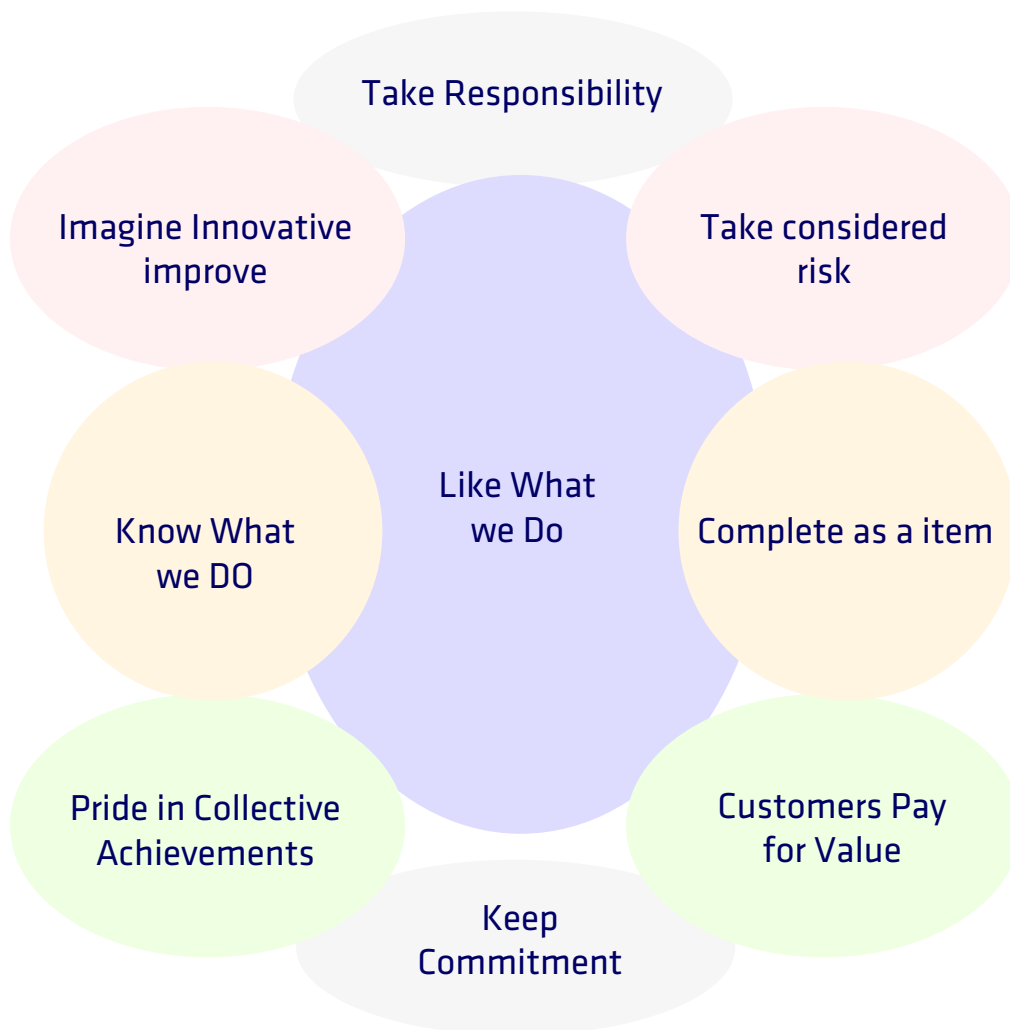 Take Responsibility
Imagine Innovative
improve
Take considered
risk
Like What
we Do
Know What
we DO
Complete as a item
Pride in Collective
Achievements
Customers Pay
for Value
Keep
Commitment